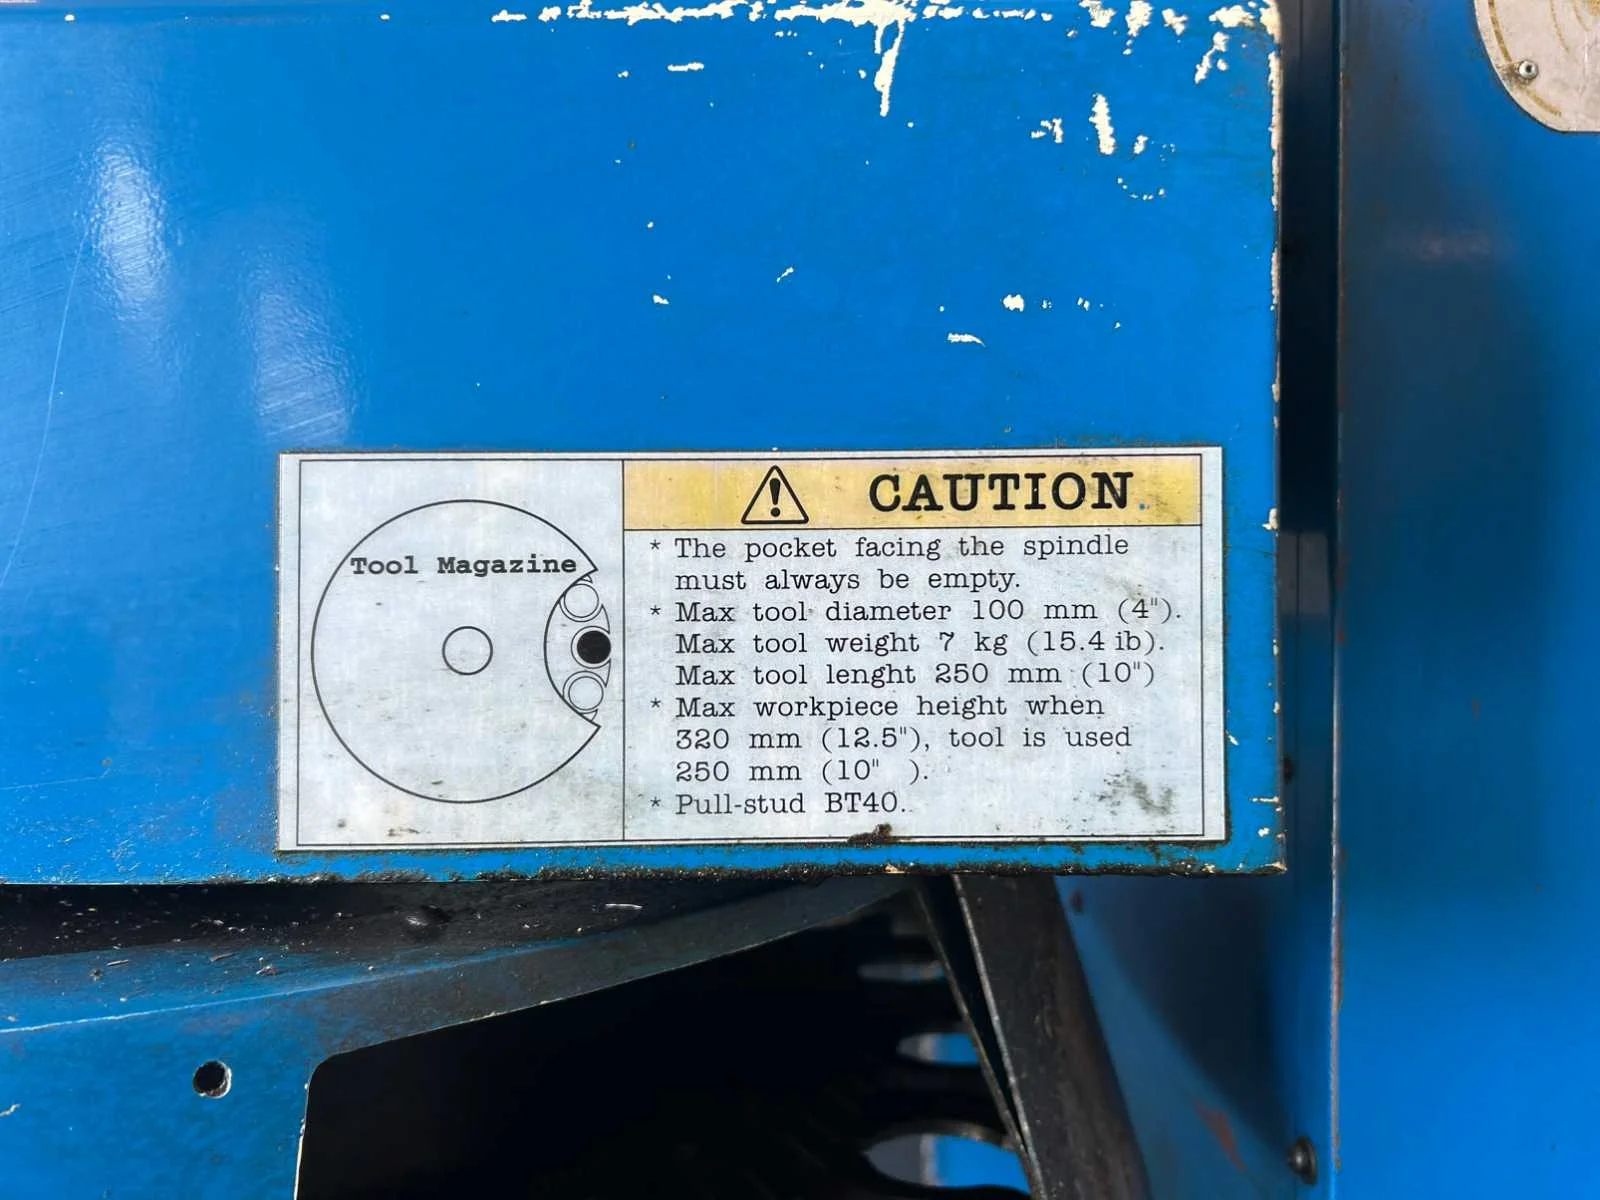 Tool Magazine
CAUTION
* The pocket facing the spindle
must always be empty.
* Max tool diameter 100 mm (4").
Max tool weight 7 kg (15.4 ib).
Max tool lenght 250 mm (10")
* Max workpiece height when
320 mm (12.5"), tool is used
250 mm (10" ).
* Pull-stud BT40.